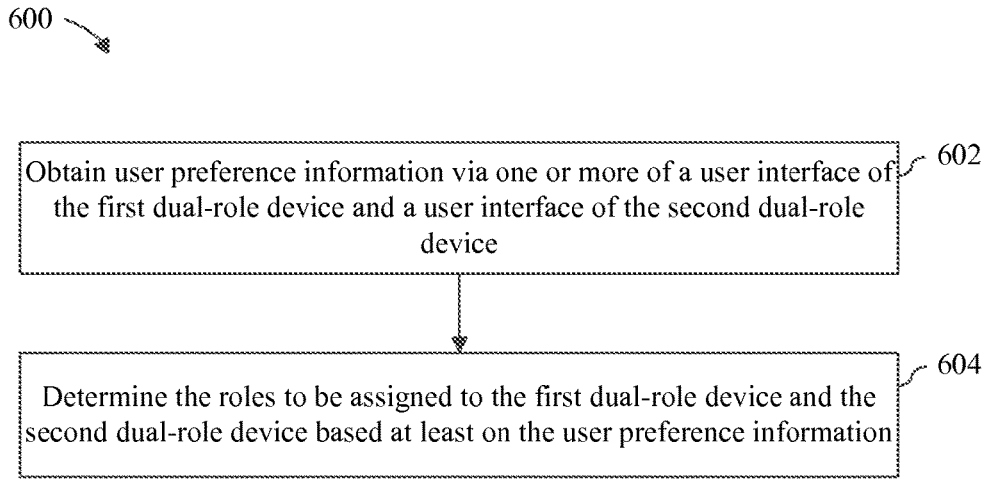 600
Obtain user preference information via one or more of a user interface of
602
the first dual-role device and a user interface of the second dual-role
device
Determine the roles to be assigned to the first dual-role device and the
604
second dual-role device based at least on the user preference information